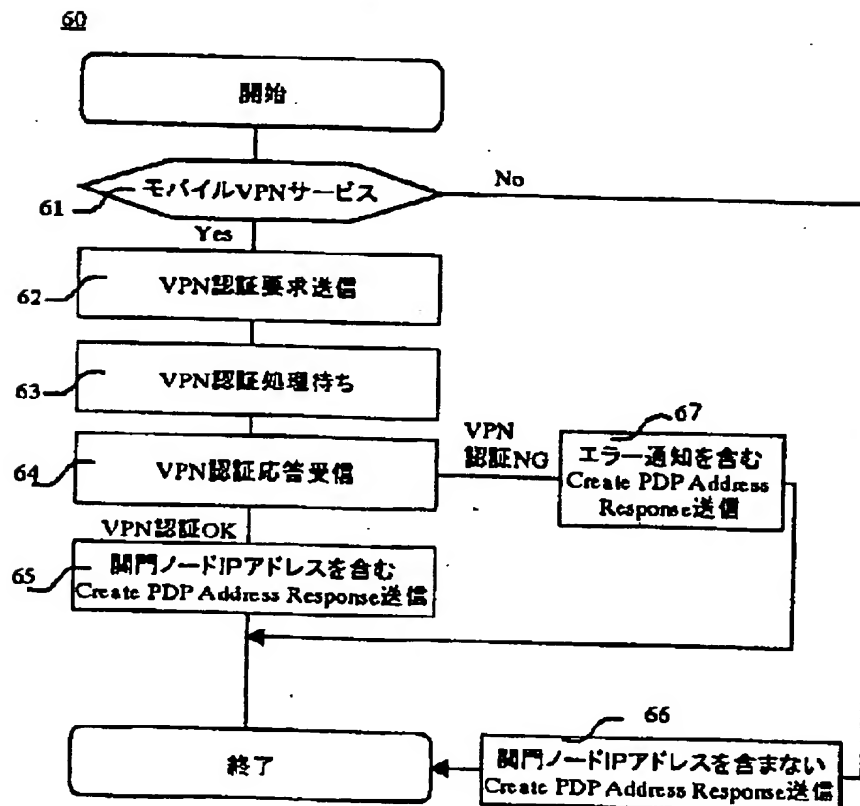 60
開始
モバイルVPNサービス
No
61
Yes
VPN認証要求送信
62
VPN認証処理待ち
63
67
VPN
認証NG
エラー通知を含む
Create PDP Address
Response送信
VPN認証応答受信
64
VPN認証OK
関門ノードIPアドレスを含む
Create PDP Address Response送信
65
66
終了
関門ノードIPアドレスを含まない
Create PDP Address Response送信